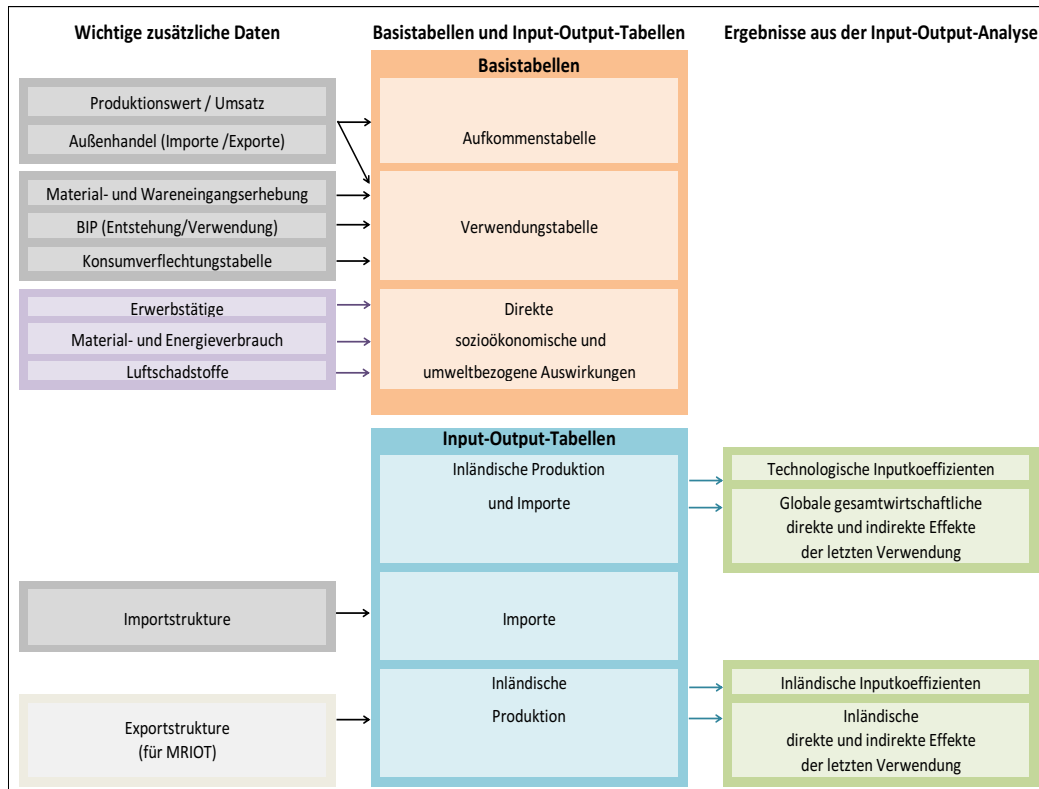 Wichtige zusätzliche Daten
Basistabellen und Input-Output-Tabellen
Ergebnisse aus der Input-Output-Analyse
Basistabellen
Produktionswert / Umsatz
Außenhandel (Importe /Exporte)
Aufkommenstabelle
Material- und Wareneingangserhebung
BIP (Entstehung/Verwendung)
Konsumverflechtungstabelle
Verwendungstabelle
Erwerbstätige
Material- und Energieverbrauch
Luftschadstoffe
Direkte
sozioökonomische und
umweltbezogene Auswirkungen
Input-Output-Tabellen
Inländische Produktion
und Importe
Technologische Inputkoeffizienten
Globale gesamtwirtschaftliche
direkte und indirekte Effekte
der letzten Verwendung
Importstrukture
Importe
Exportstrukture
(für MRIOT)
Inländische
Produktion
Inländische Inputkoeffizienten
Inländische
direkte und indirekte Effekte
der letzten Verwendung